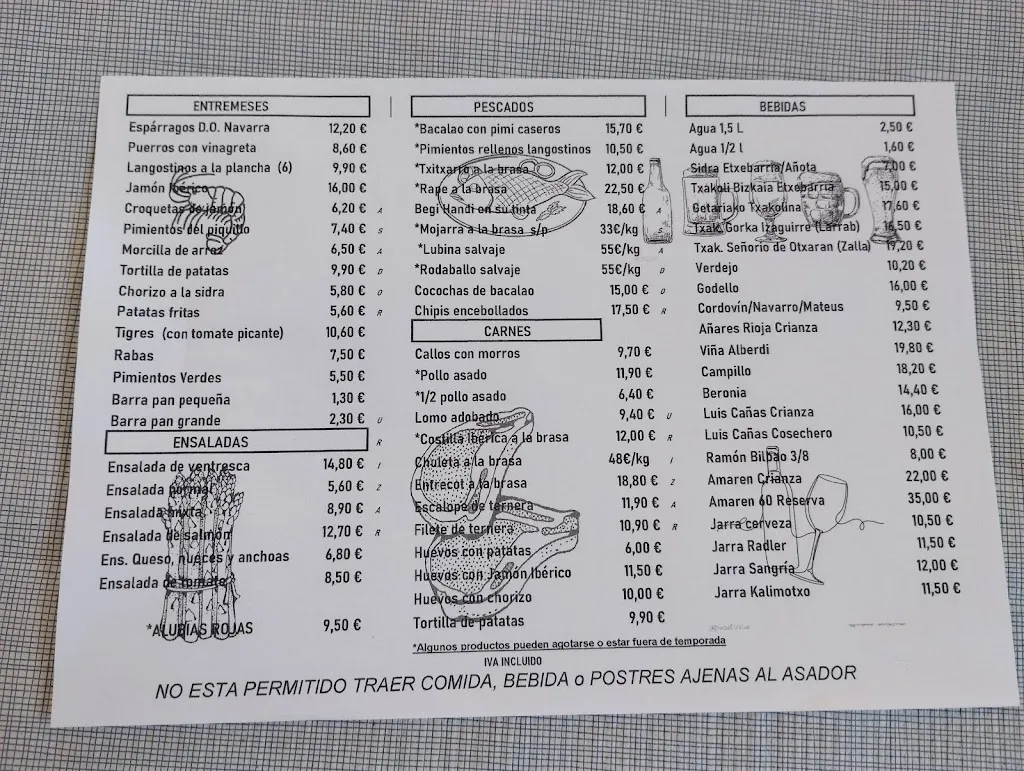 ENTREMESES
Espárragos D.O. Navarra 12,20 €
Puerros con vinagreta 8,60 €
Langostinos a la plancha (6) 9,90 €
Jamón Ibérico 16,00 €
Croquetas de jamón 6,20 € A
Pimientos del piquillo 7,40 € S
Morcilla de arroz 6,50 € A
Tortilla de patatas 9,90 € D
Chorizo a la sidra 5,80 € O
Patatas fritas 5,60 € R
Tigres (con tomate picante) 10,60 €
Rabas 7,50 €
Pimientos Verdes 5,50 €
Barra pan pequeña 1,30 €
Barra pan grande 2,30 € U
ENSALADAS R
Ensalada de ventresca 14,80 € I
Ensalada normal 5,60 € Z
Ensalada mixta 8,90 € A
Ensalada de salmón 12,70 € R
Ens. Queso, nueces y anchoas 6,80 €
Ensalada de tomate 8,50 €
*ALUBIAS ROJAS 9,50 €
PESCADOS
*Bacalao con pimi caseros 15,70 €
*Pimientos rellenos langostinos 10,50 €
*Txitxarro a la brasa 12,00 €
*Rape a la brasa 22,50 €
Begi Handi en su tinta 18,60 € A
*Mojarra a la brasa s/p 33€/kg S
*Lubina salvaje 55€/kg A
*Rodaballo salvaje 55€/kg D
Cocochas de bacalao 15,00 € O
Chipis encebollados 17,50 € R
CARNES
Callos con morros 9,70 €
*Pollo asado 11,90 €
*1/2 pollo asado 6,40 €
Lomo adobado 9,40 € U
*Costilla Ibérica a la brasa 12,00 € R
Chuleta a la brasa 48€/kg I
Entrecot a la brasa 18,80 € Z
Escalope de ternera 11,90 € A
Filete de ternera 10,90 € R
Huevos con patatas 6,00 €
Huevos con Jamón Ibérico 11,50 €
Huevos con chorizo 10,00 €
Tortilla de patatas 9,90 €
*Algunos productos pueden agotarse o estar fuera de temporada
IVA INCLUIDO
BEBIDAS
Agua 1,5 L 2,50 €
Agua 1/2 l 1,60 €
Sidra Etxebarria/Añota €
Txakoli Bizkaia Etxebarria 15,00 €
Getariako Txakolina 17,60 €
Txak. Gorka Izaguirre (Larrab) 16,50 €
Txak. Señorio de Otxaran (Zalla) 19,20 €
Verdejo 10,20 €
Godello 16,00 €
Cordovín/Navarro/Mateus 9,50 €
Añares Rioja Crianza 12,30 €
Viña Alberdi 19,80 €
Campillo 18,20 €
Beronia 14,40 €
Luis Cañas Crianza 16,00 €
Luis Cañas Cosechero 10,50 €
Ramón Bilbao 3/8 8,00 €
Amaren Crianza 22,00 €
Amaren 60 Reserva 35,00 €
Jarra cerveza 10,50 €
Jarra Radler 11,50 €
Jarra Sangría 12,00 €
Jarra Kalimotxo 11,50 €
NO ESTA PERMITIDO TRAER COMIDA, BEBIDA o POSTRES AJENAS AL ASADOR